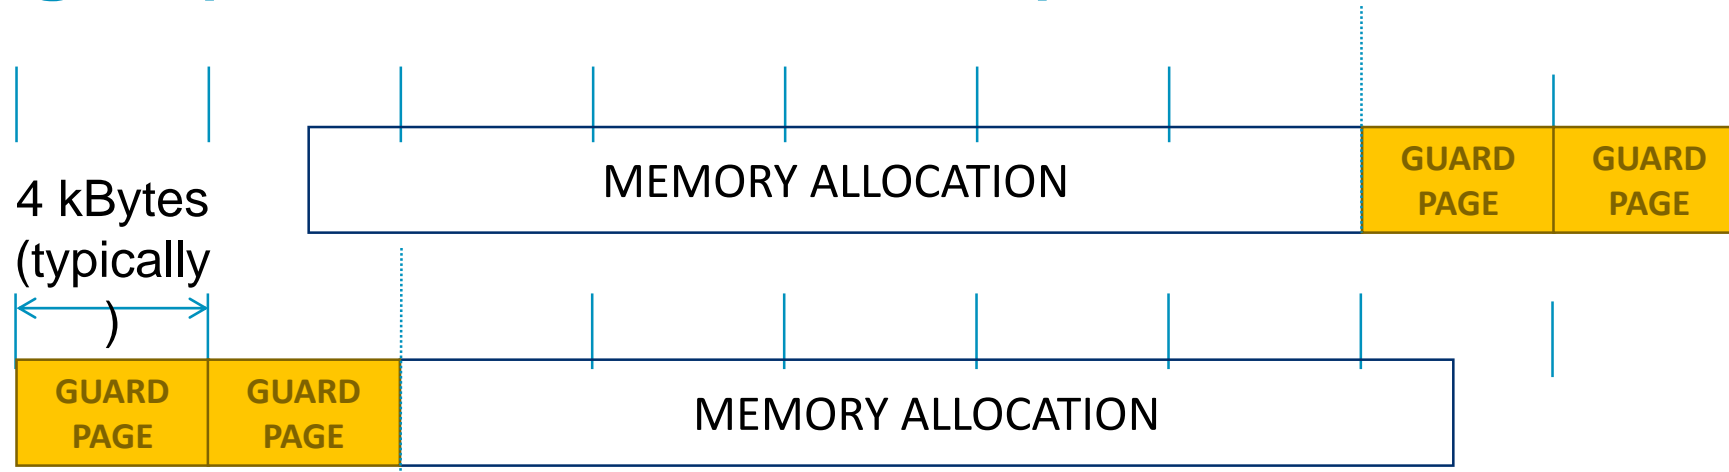 MEMORY ALLOCATION
GUARD
PAGE
GUARD
PAGE
4 kBytes
(typically
)
GUARD
PAGE
GUARD
PAGE
MEMORY ALLOCATION